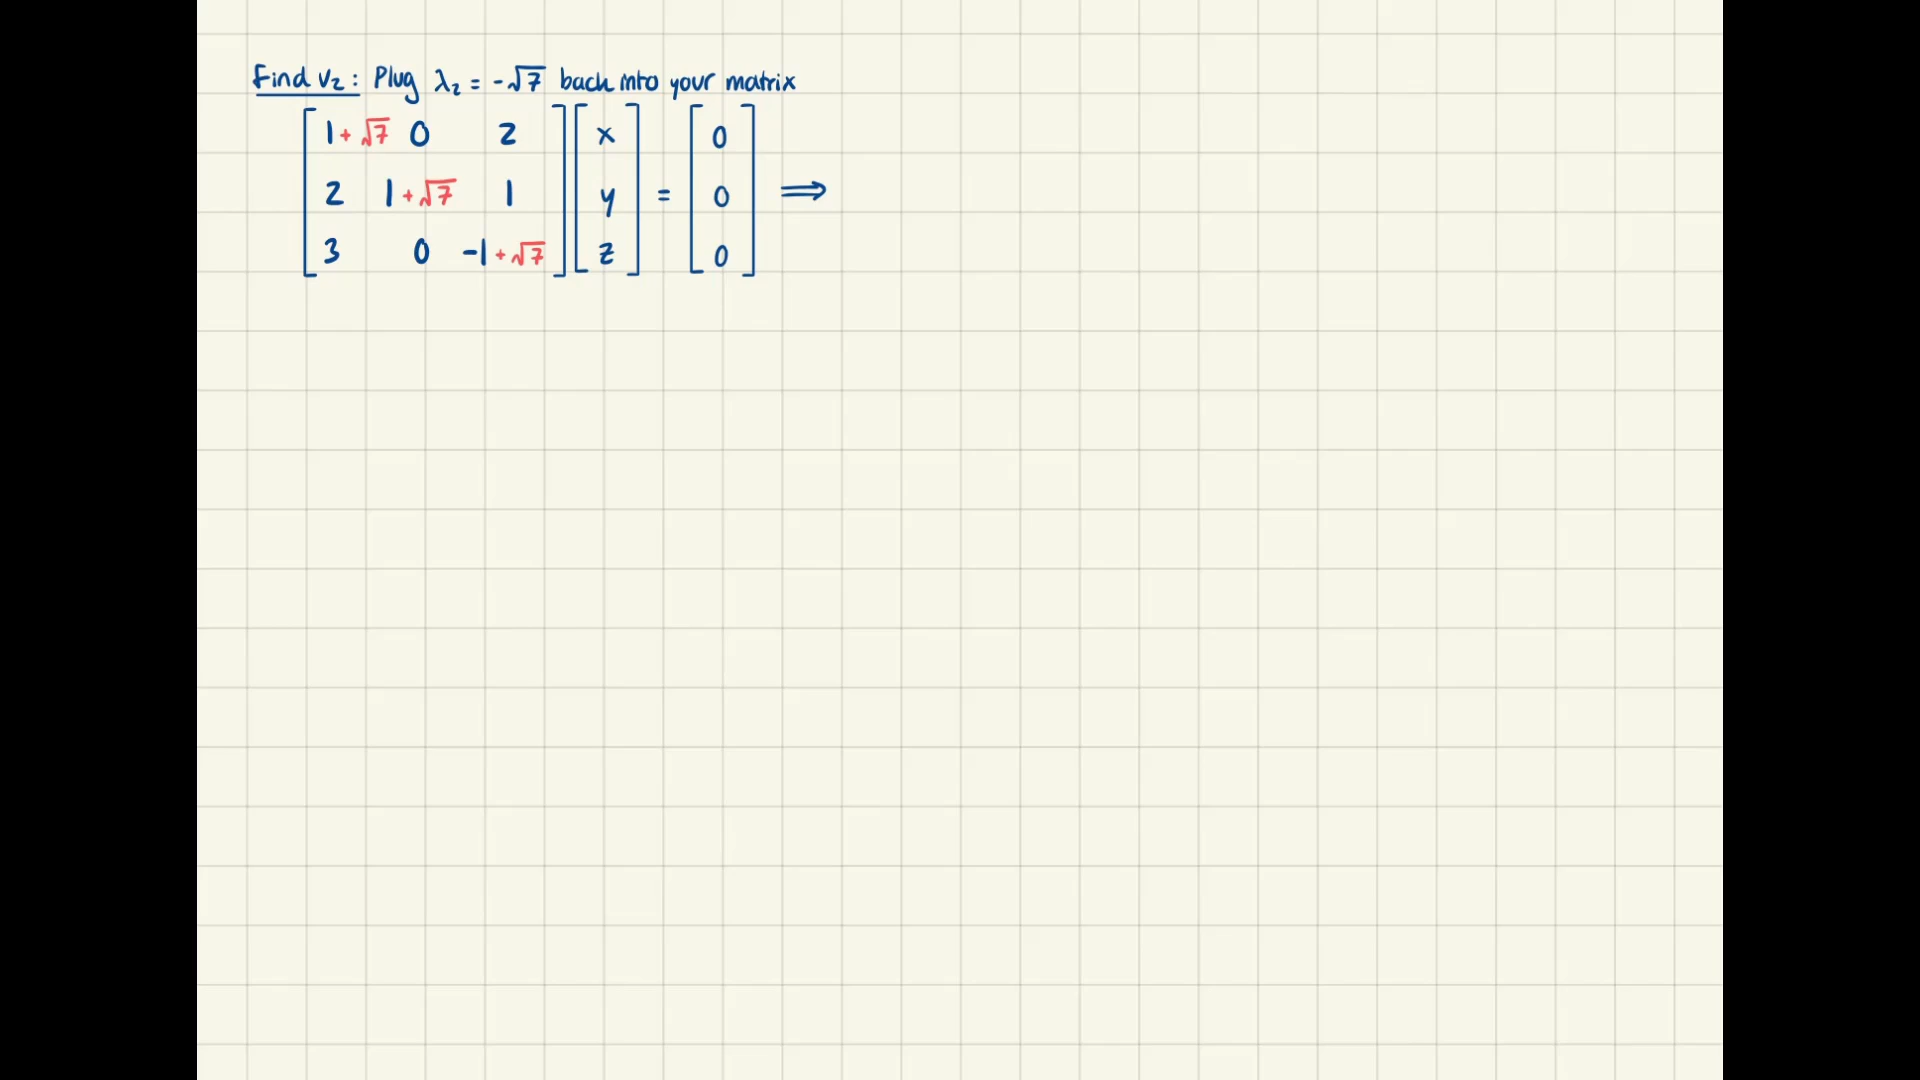 Find v₂: Plug λ₂ = -√7 back into your matrix
[1+√7 0 2] [x] = [0]
[2 1+√7 1] [y] = [0] ⟹
[3 0 -1+√7] [z] = [0]